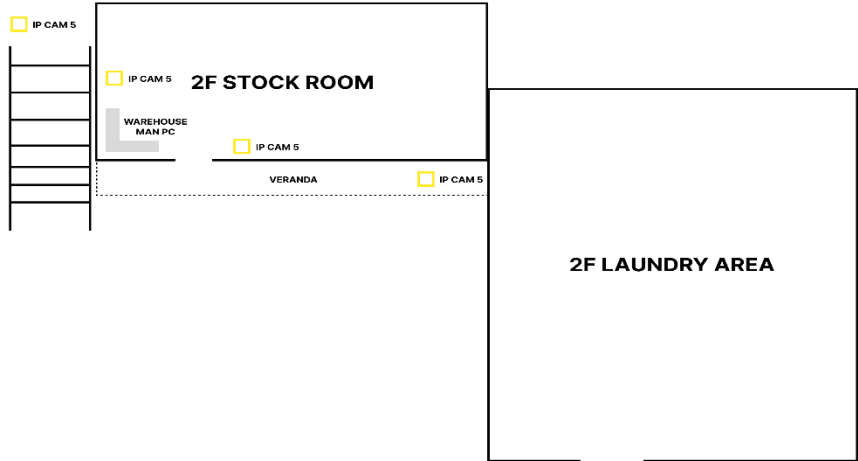 IP CAM 5
IP CAM 5
2F STOCK ROOM
WAREHOUSE
MAN PC
IP CAM 5
VERANDA
IP CAM 5
2F LAUNDRY AREA